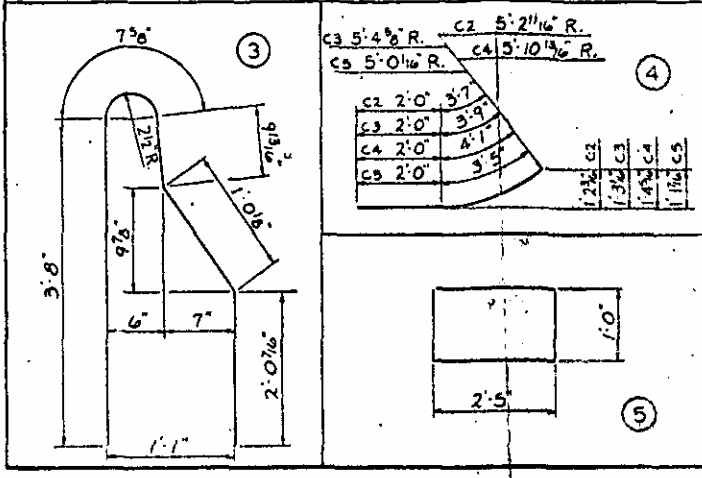 7 5/8"
3
2 1/2" R.
9 13/16"
1'-0 1/8"
9 7/8"
3'-8"
6"
7"
2'-0 7/16"
1'-1"
C3 5'-4 5/8" R.
C2 5'-2 11/16" R.
C5 5'-0 1/16" R.
C4 5'-10 13/16" R.
4
C2 2'-0" 3'-7"
C3 2'-0" 3'-9"
C4 2'-0" 4'-1"
C5 2'-0" 3'-5"
C2
C3
C4
C5
1'-0"
2'-5"
5